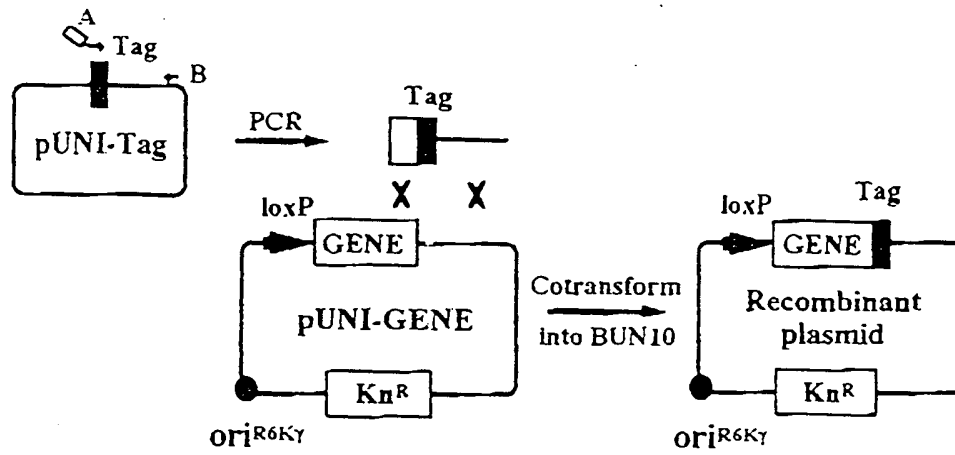 A
Tag
B
pUNI-Tag
PCR
Tag
X X
loxP
GENE
pUNI-GENE
KnR
oriR6Kγ
Cotransform
into BUN10
loxP
Tag
GENE
Recombinant
plasmid
KnR
oriR6Kγ